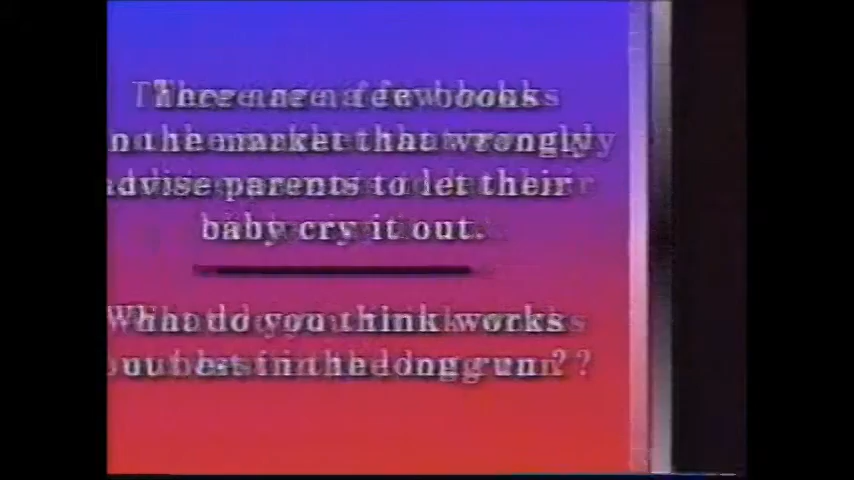 There are a few books
on the market that wrongly
advise parents to let their
baby cry it out.
What do you think works
out best in the long run?